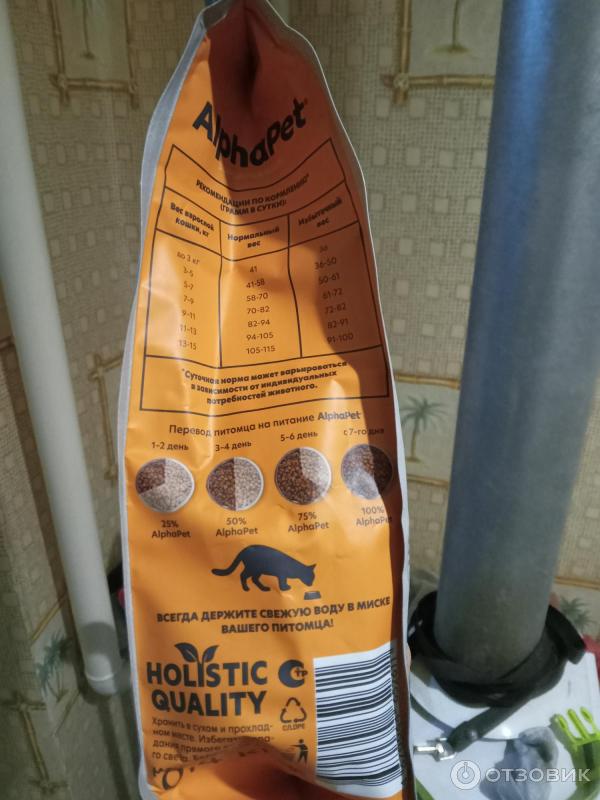 AlphaPet
РЕКОМЕНДАЦИИ ПО КОРМЛЕНИЮ*
(ГРАММ В СУТКИ):
Вес взрослой кошки, кг
Нормальный вес
Избыточный вес
до 3 кг 41 36
3-5 41-58 36-50
5-7 58-70 50-61
7-9 70-82 61-72
9-11 82-94 72-82
11-13 94-105 82-91
13-15 105-115 91-100
*Суточная норма может варьироваться
в зависимости от индивидуальных
потребностей животного.
Перевод питомца на питание AlphaPet
1-2 день 3-4 день 5-6 день с 7-го дня
25% 50% 75% 100%
AlphaPet AlphaPet AlphaPet AlphaPet
ВСЕГДА ДЕРЖИТЕ СВЕЖУЮ ВОДУ В МИСКЕ
ВАШЕГО ПИТОМЦА!
HOLISTIC
QUALITY
ТР
C/LDPE
Хранить в сухом и прохлад-
ном месте.
ОТЗОВИК